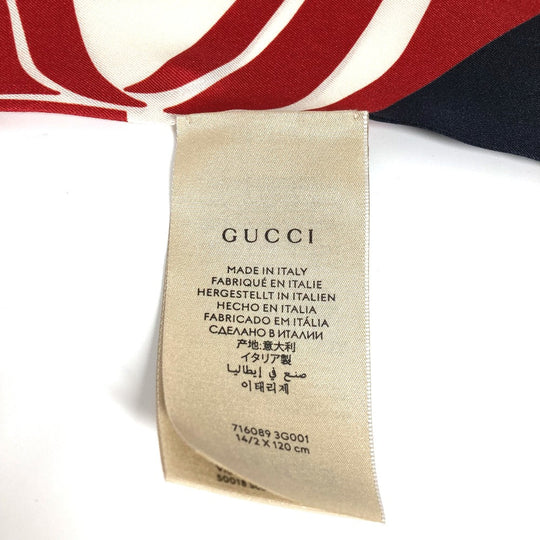 GUCCI
MADE IN ITALY
FABRIQUÉ EN ITALIE
HERGESTELLT IN ITALIEN
HECHO EN ITALIA
FABRICADO EM ITÁLIA
СДЕЛАНО В ИТАЛИИ
产地:意大利
イタリア製
صنع في إيطاليا
이태리제
716089 3G001
14/2 X 120 cm
50018